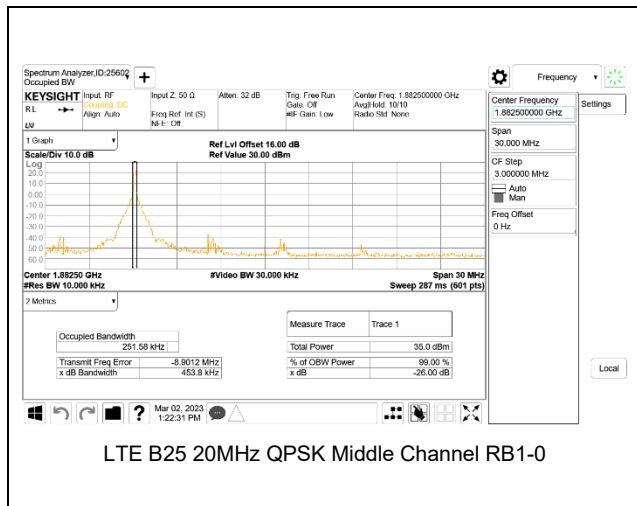 Spectrum Analyzer,ID:25602
Occupied BW
+
Frequency
KEYSIGHT Input: RF Input Z: 50 Ω Atten: 32 dB Trig: Free Run Center Freq: 1.882500000 GHz
RL Coupling: DC Gate: Off Avg|Hold: 10/10
Align: Auto Freq Ref: Int (S) #IF Gain: Low Radio Std: None
NFE: Off
Center Frequency
1.882500000 GHz
Settings
Span
30.000 MHz
CF Step
3.000000 MHz
Auto
Man
Freq Offset
0 Hz
Local
1 Graph
Ref Lvl Offset 16.00 dB
Scale/Div 10.0 dB Ref Value 30.00 dBm
Log
20.0
10.0
0.00
-10.0
-20.0
-30.0
-40.0
-50.0
-60.0
Center 1.88250 GHz #Video BW 30.000 kHz Span 30 MHz
#Res BW 10.000 kHz Sweep 287 ms (601 pts)
2 Metrics
Measure Trace Trace 1
Occupied Bandwidth
251.58 kHz Total Power 35.0 dBm
Transmit Freq Error -8.9012 MHz % of OBW Power 99.00 %
x dB Bandwidth 453.8 kHz x dB -26.00 dB
? Mar 02, 2023
1:22:31 PM
LTE B25 20MHz QPSK Middle Channel RB1-0